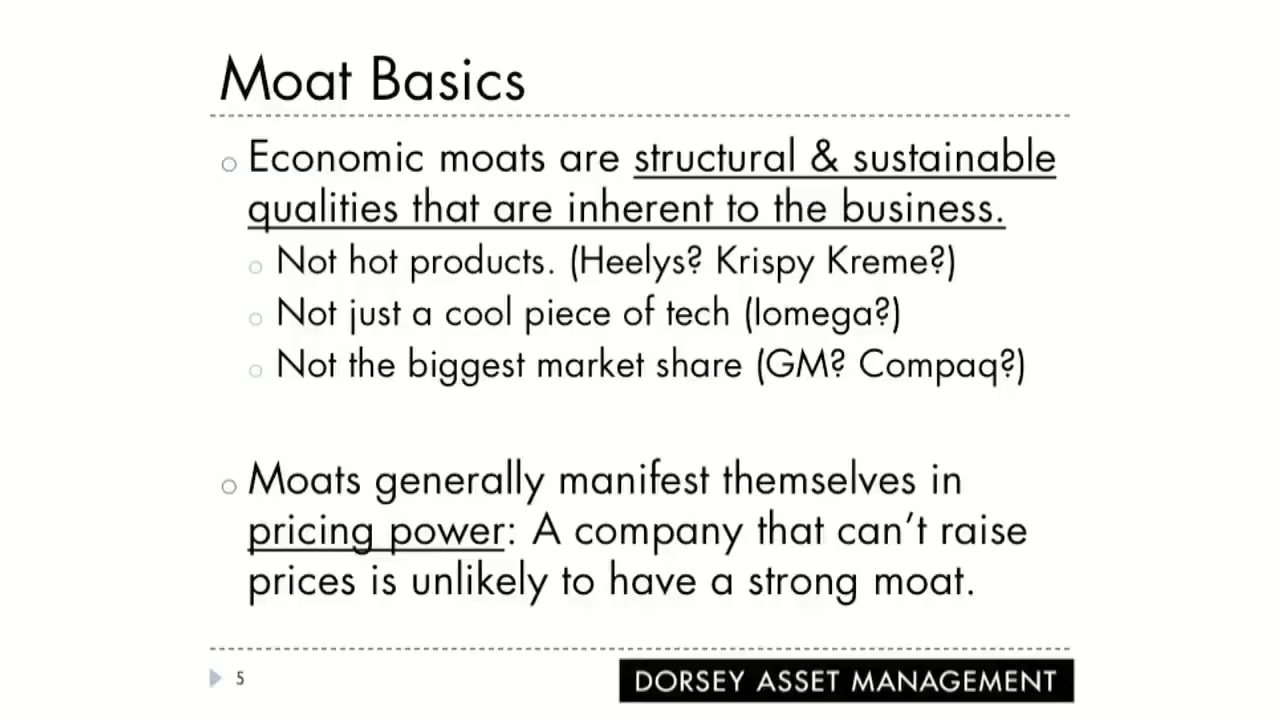 Moat Basics
Economic moats are structural & sustainable
qualities that are inherent to the business.
Not hot products. (Heelys? Krispy Kreme?)
Not just a cool piece of tech (Iomega?)
Not the biggest market share (GM? Compaq?)
Moats generally manifest themselves in
pricing power: A company that can't raise
prices is unlikely to have a strong moat.
5
DORSEY ASSET MANAGEMENT